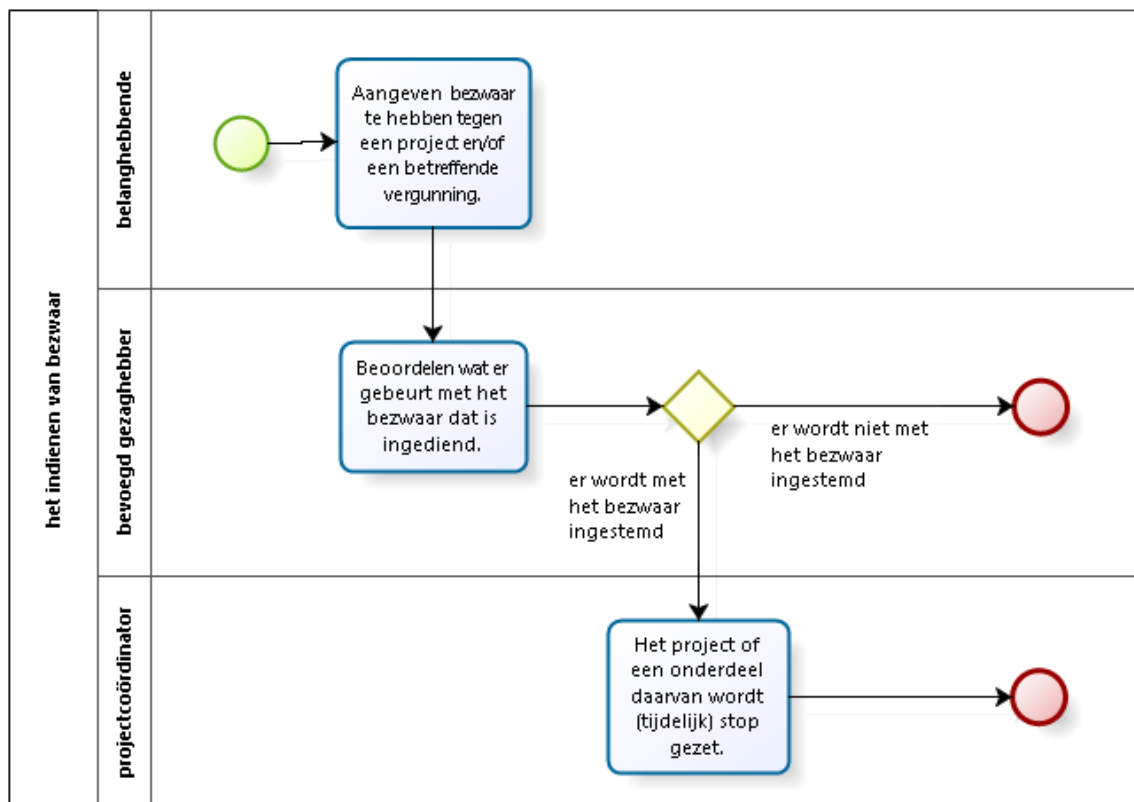 het indienen van bezwaar
belanghebbende
Aangeven bezwaar
te hebben tegen
een project en/of
een betreffende
vergunning.
bevoegd gezaghebber
Beoordelen wat er
gebeurt met het
bezwaar dat is
ingediend.
er wordt niet met
het bezwaar
ingestemd
er wordt met
het bezwaar
ingestemd
projectcoördinator
Het project of
een onderdeel
daarvan wordt
(tijdelijk) stop
gezet.